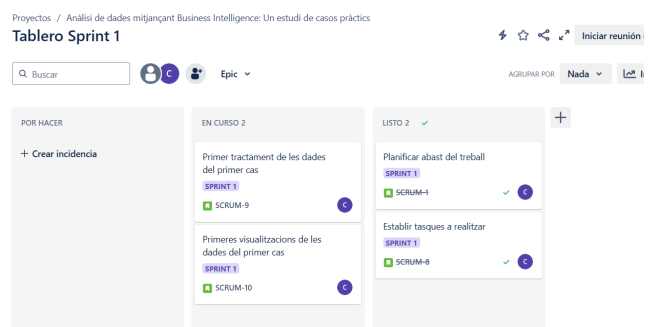 Proyectos / Anàlisi de dades mitjançant Business Intelligence: Un estudi de casos pràctics
Tablero Sprint 1
Iniciar reunión
Buscar
C
Epic
AGRUPAR POR
Nada
POR HACER
+ Crear incidencia
EN CURSO 2
Primer tractament de les dades
del primer cas
SPRINT 1
SCRUM-9
C
Primeres visualitzacions de les
dades del primer cas
SPRINT 1
SCRUM-10
C
LISTO 2
Planificar abast del treball
SPRINT 1
SCRUM-1
C
Establir tasques a realitzar
SPRINT 1
SCRUM-8
C